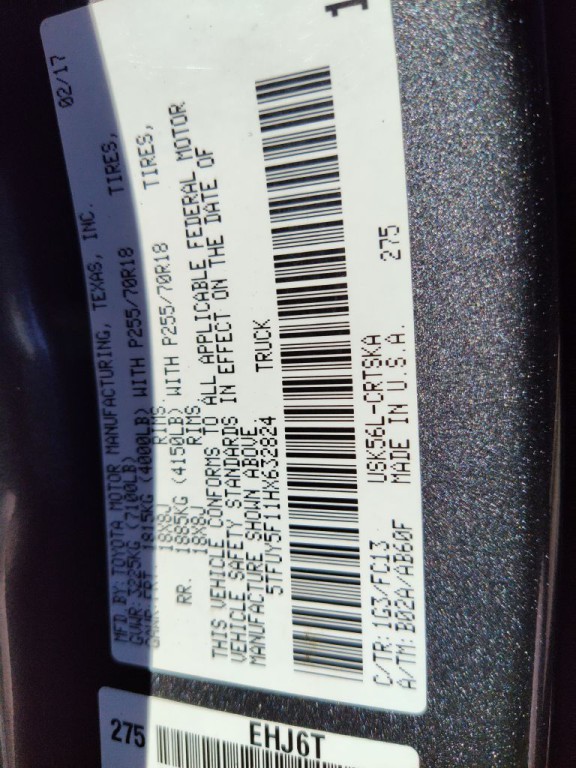 MFD BY: TOYOTA MOTOR MANUFACTURING, TEXAS, INC. 02/17
GVWR 3225KG (7100LB)
GAWR FRT 1815KG (4000LB) WITH P255/70R18 TIRES,
18X8J RIMS
RR. 1885KG (4150LB) WITH P255/70R18 TIRES,
18X8J RIMS
THIS VEHICLE CONFORMS TO ALL APPLICABLE FEDERAL MOTOR
VEHICLE SAFETY STANDARDS IN EFFECT ON THE DATE OF
MANUFACTURE SHOWN ABOVE.
5TFUY5F11HX632824 TRUCK
1
C/TR: 1G3/FC13 USK56L-CRTSKA 275
A/TM: B02A/AB60F MADE IN U.S.A.
275 EHJ6T